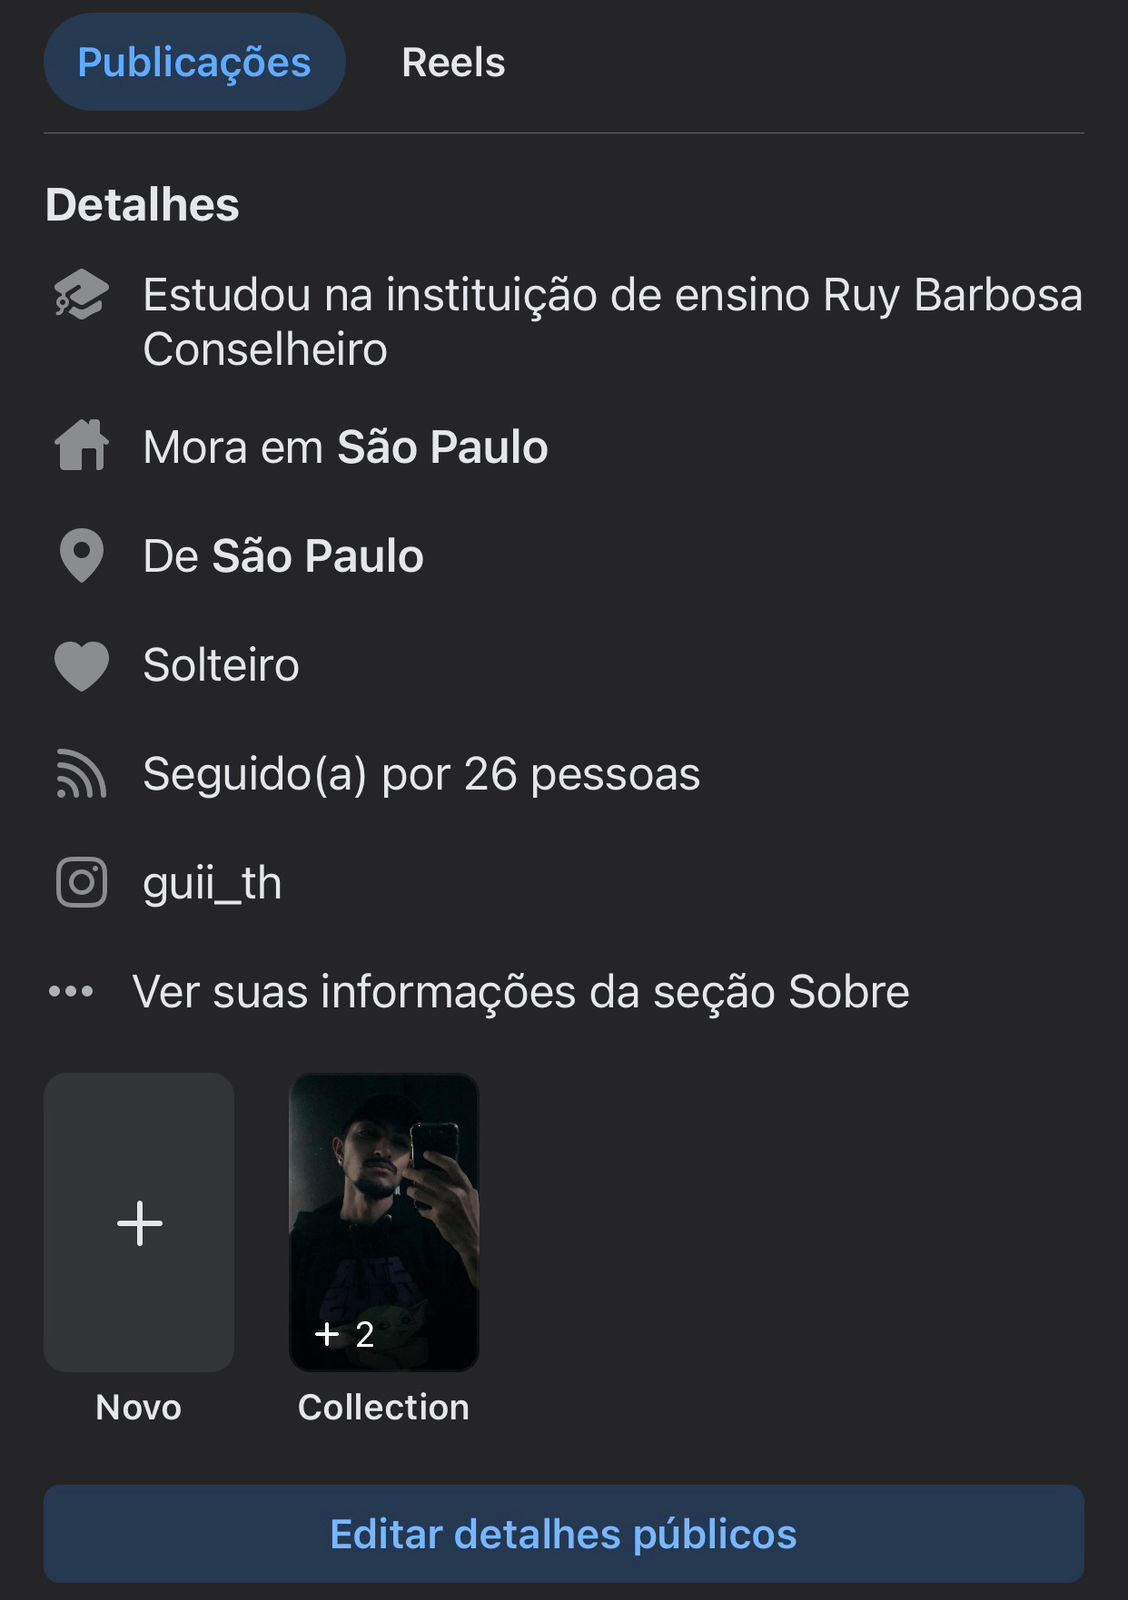 Publicações Reels
Detalhes
Estudou na instituição de ensino Ruy Barbosa
Conselheiro
Mora em São Paulo
De São Paulo
Solteiro
Seguido(a) por 26 pessoas
guii_th
Ver suas informações da seção Sobre
+ 2
Novo Collection
Editar detalhes públicos